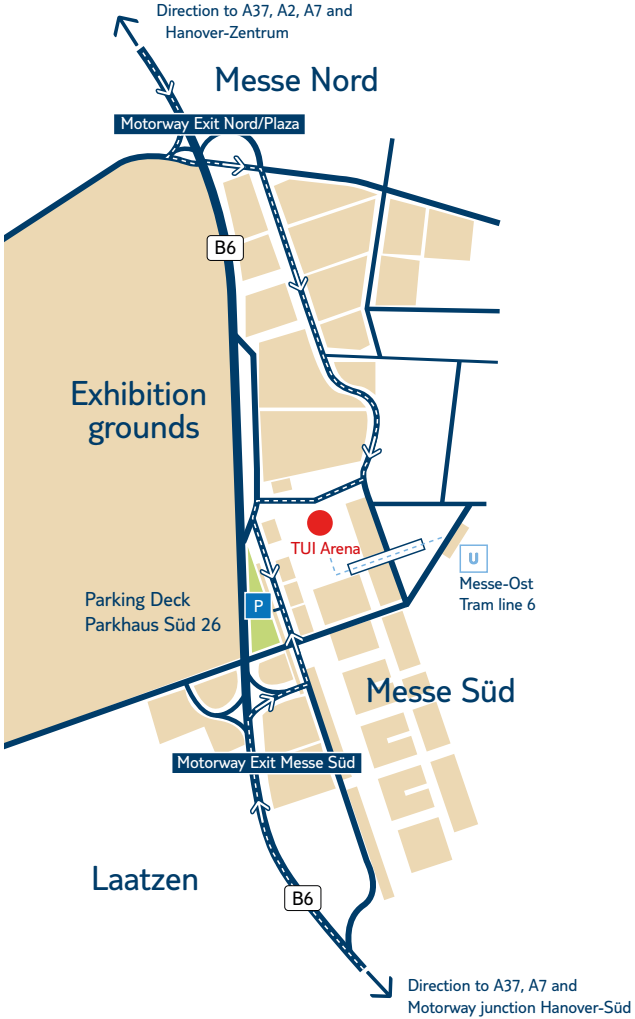 Direction to A37, A2, A7 and
Hanover-Zentrum
Messe Nord
Motorway Exit Nord/Plaza
B6
Exhibition
grounds
TUI Arena
U
Messe-Ost
Tram line 6
Parking Deck
Parkhaus Süd 26
P
Messe Süd
Motorway Exit Messe Süd
Laatzen
B6
Direction to A37, A7 and
Motorway junction Hanover-Süd